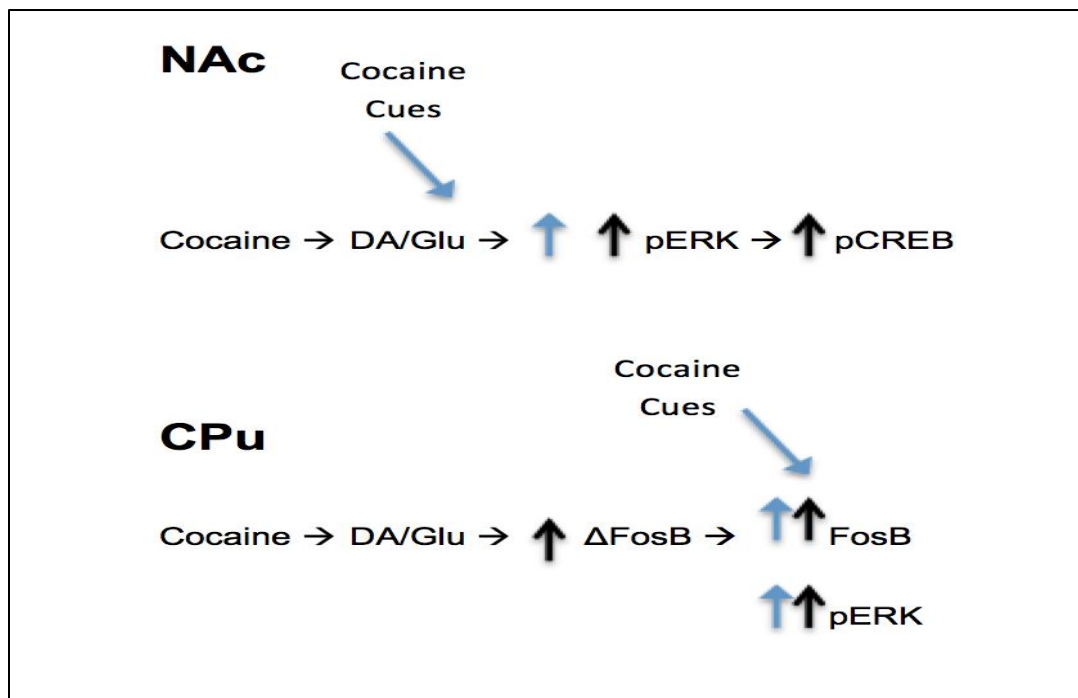 NAc
Cocaine
Cues
Cocaine → DA/Glu → ↑ ↑ pERK → ↑ pCREB
Cocaine
Cues
CPu
Cocaine → DA/Glu → ↑ ΔFosB → ↑↑ FosB
↑↑ pERK